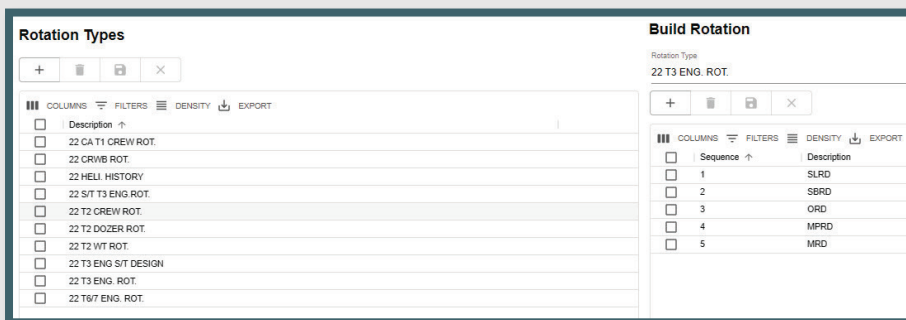 Rotation Types
COLUMNS FILTERS DENSITY EXPORT
Description
22 CA T1 CREW ROT.
22 CRWB ROT.
22 HELI. HISTORY
22 S/T T3 ENG.ROT.
22 T2 CREW ROT.
22 T2 DOZER ROT.
22 T2 WT ROT.
22 T3 ENG S/T DESIGN
22 T3 ENG. ROT.
22 T6/7 ENG. ROT.
Build Rotation
Rotation Type
22 T3 ENG. ROT.
COLUMNS FILTERS DENSITY EXPORT
Sequence Description
1 SLRD
2 SBRD
3 ORD
4 MPRD
5 MRD